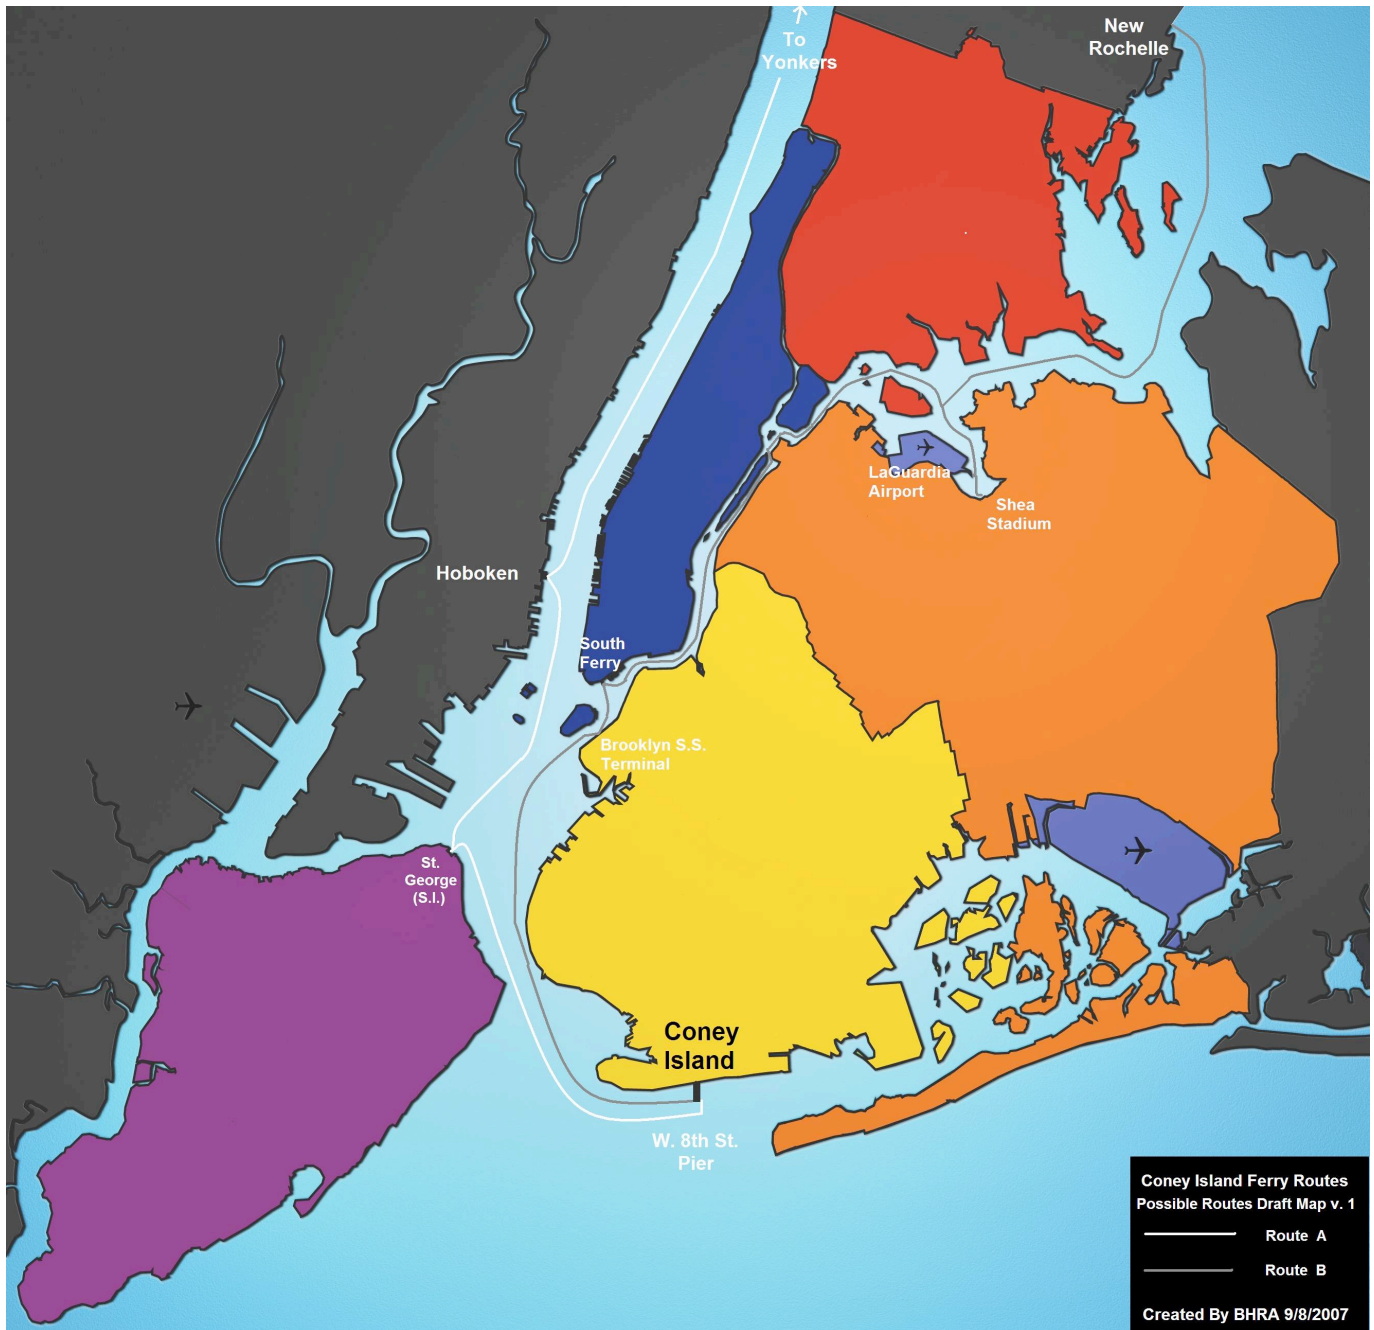 New
Rochelle
To
Yonkers
LaGuardia
Airport
Shea
Stadium
Hoboken
South
Ferry
Brooklyn S.S.
Terminal
St.
George
(S.I.)
Coney
Island
W. 8th St.
Pier
Coney Island Ferry Routes
Possible Routes Draft Map v. 1
Route A
Route B
Created By BHRA 9/8/2007